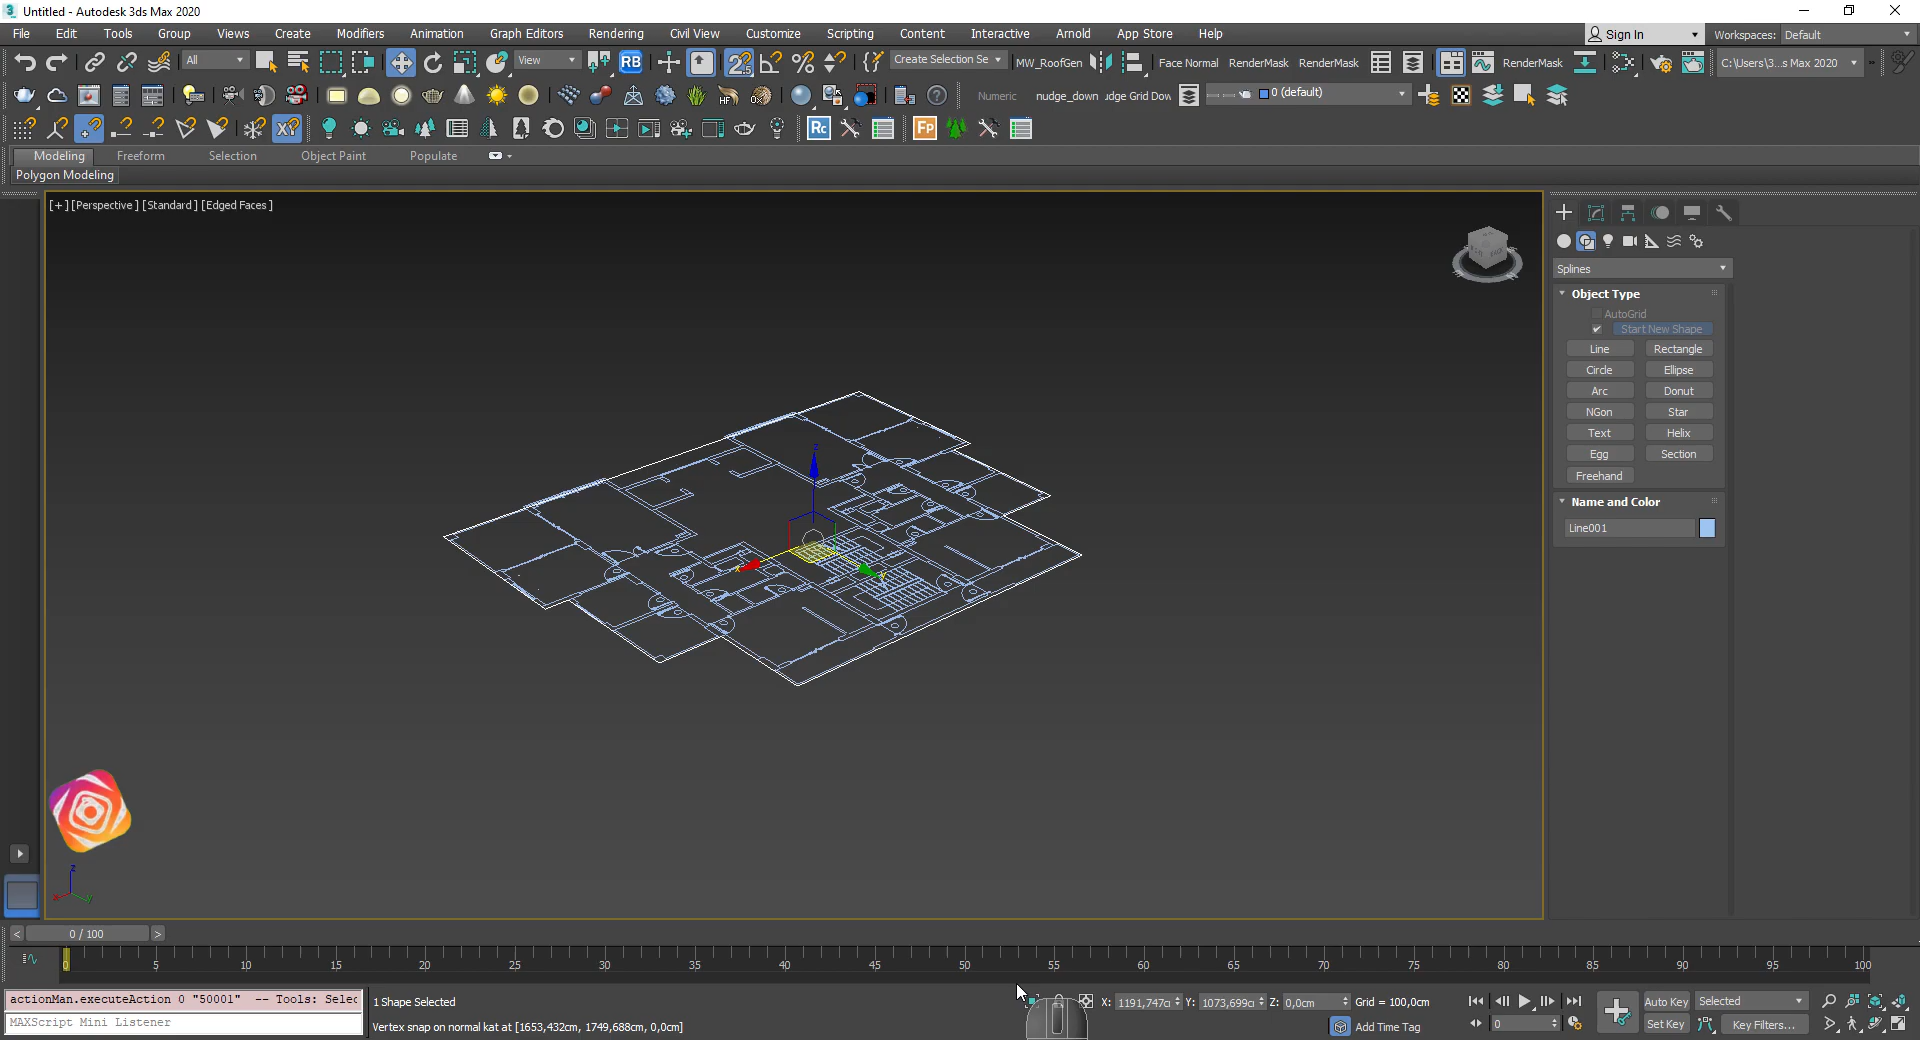 Untitled - Autodesk 3ds Max 2020
File Edit Tools Group Views Create Modifiers Animation Graph Editors Rendering Civil View Customize Scripting Content Interactive Arnold App Store Help Sign In Workspaces: Default
All View RB Create Selection Se MW_RoofGen Face Normal RenderMask RenderMask RenderMask C:\Users\3...s Max 2020
HF Numeric nudge_down udge Grid Dow 0 (default)
XY Rc Fp
Modeling Freeform Selection Object Paint Populate
Polygon Modeling
[+] [Perspective] [Standard] [Edged Faces]
Splines
Object Type
AutoGrid
Start New Shape
Line Rectangle
Circle Ellipse
Arc Donut
NGon Star
Text Helix
Egg Section
Freehand
Name and Color
Line001
z
x y
z
x y
0 / 100
0 5 10 15 20 25 30 35 40 45 50 55 60 65 70 75 80 85 90 95 100
actionMan.executeAction 0 "50001" -- Tools: Selec
MAXScript Mini Listener
1 Shape Selected
Vertex snap on normal kat at [1653,432cm, 1749,688cm, 0,0cm]
X: 1191,747c Y: 1073,699c Z: 0,0cm Grid = 100,0cm
Add Time Tag
0
Auto Key Selected
Set Key Key Filters...